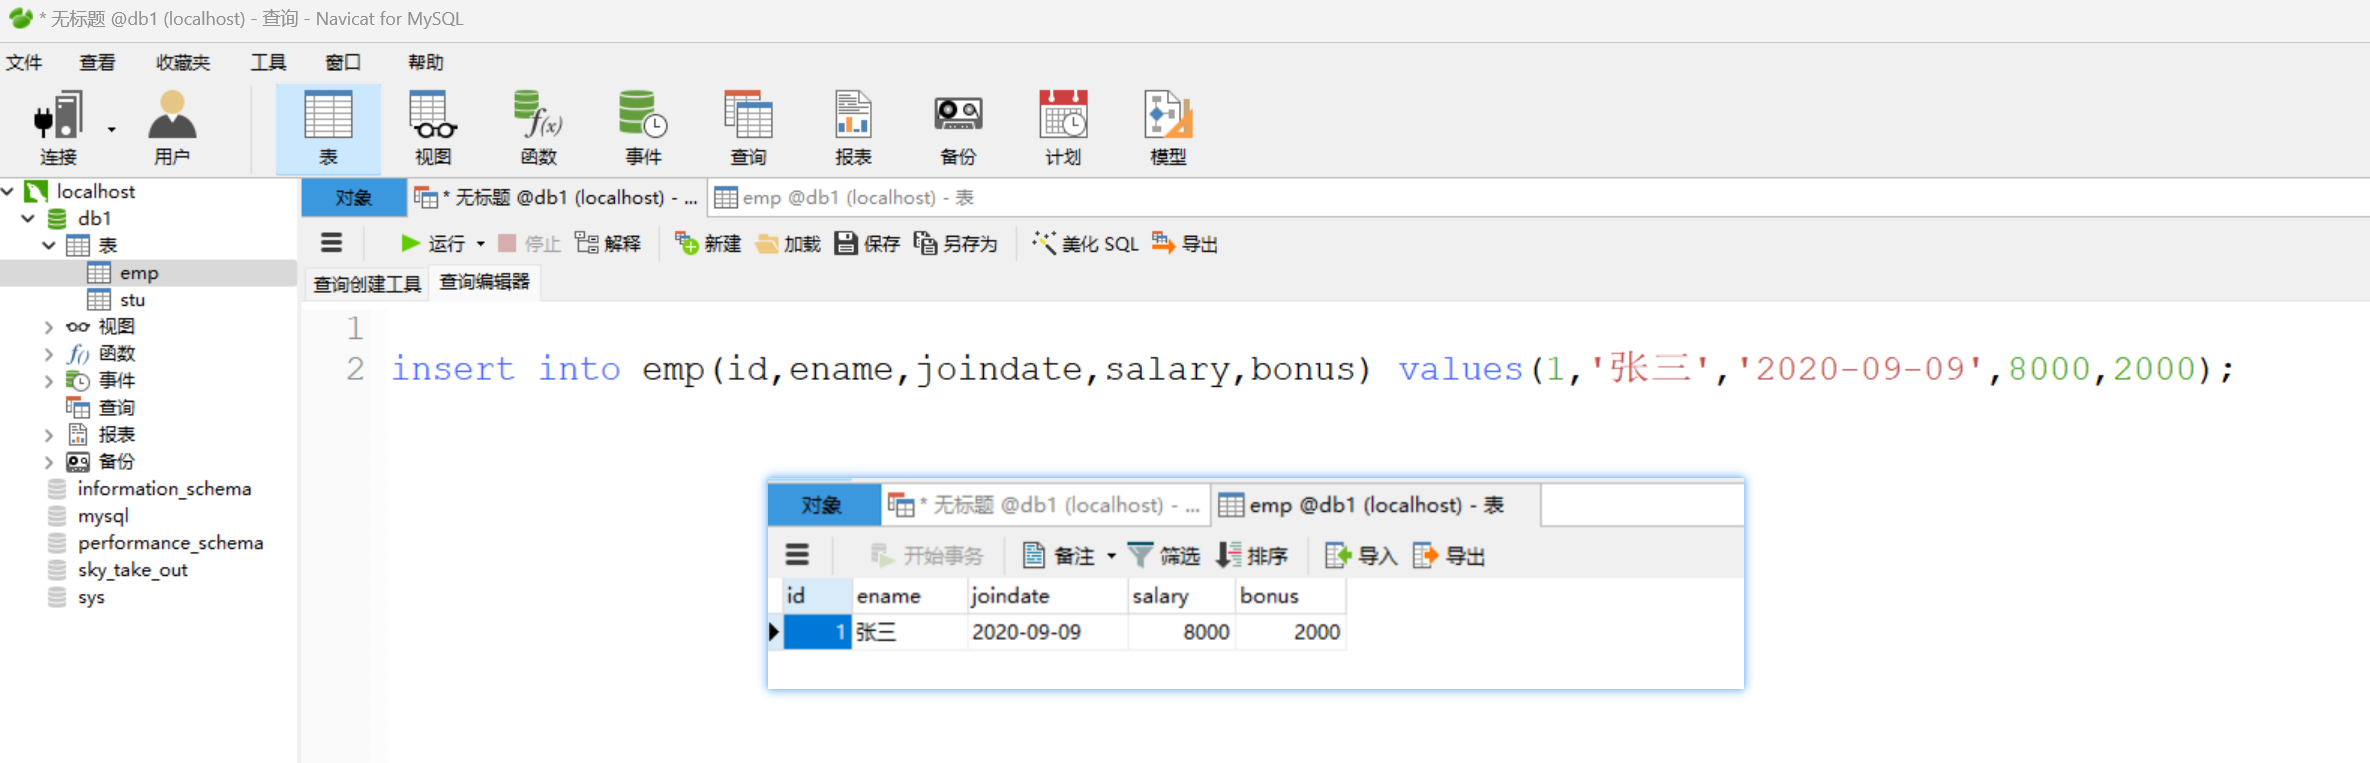 * 无标题 @db1 (localhost) - 查询 - Navicat for MySQL
文件 查看 收藏夹 工具 窗口 帮助
连接 用户 表 视图 函数 事件 查询 报表 备份 计划 模型
localhost
db1
表
emp
stu
视图
函数
事件
查询
报表
备份
information_schema
mysql
performance_schema
sky_take_out
sys
对象 * 无标题 @db1 (localhost) - ... emp @db1 (localhost) - 表
运行 停止 解释 新建 加载 保存 另存为 美化 SQL 导出
查询创建工具 查询编辑器
1
2 insert into emp(id,ename,joindate,salary,bonus) values(1,'张三','2020-09-09',8000,2000);
对象 * 无标题 @db1 (localhost) - ... emp @db1 (localhost) - 表
开始事务 备注 筛选 排序 导入 导出
id ename joindate salary bonus
1 张三 2020-09-09 8000 2000